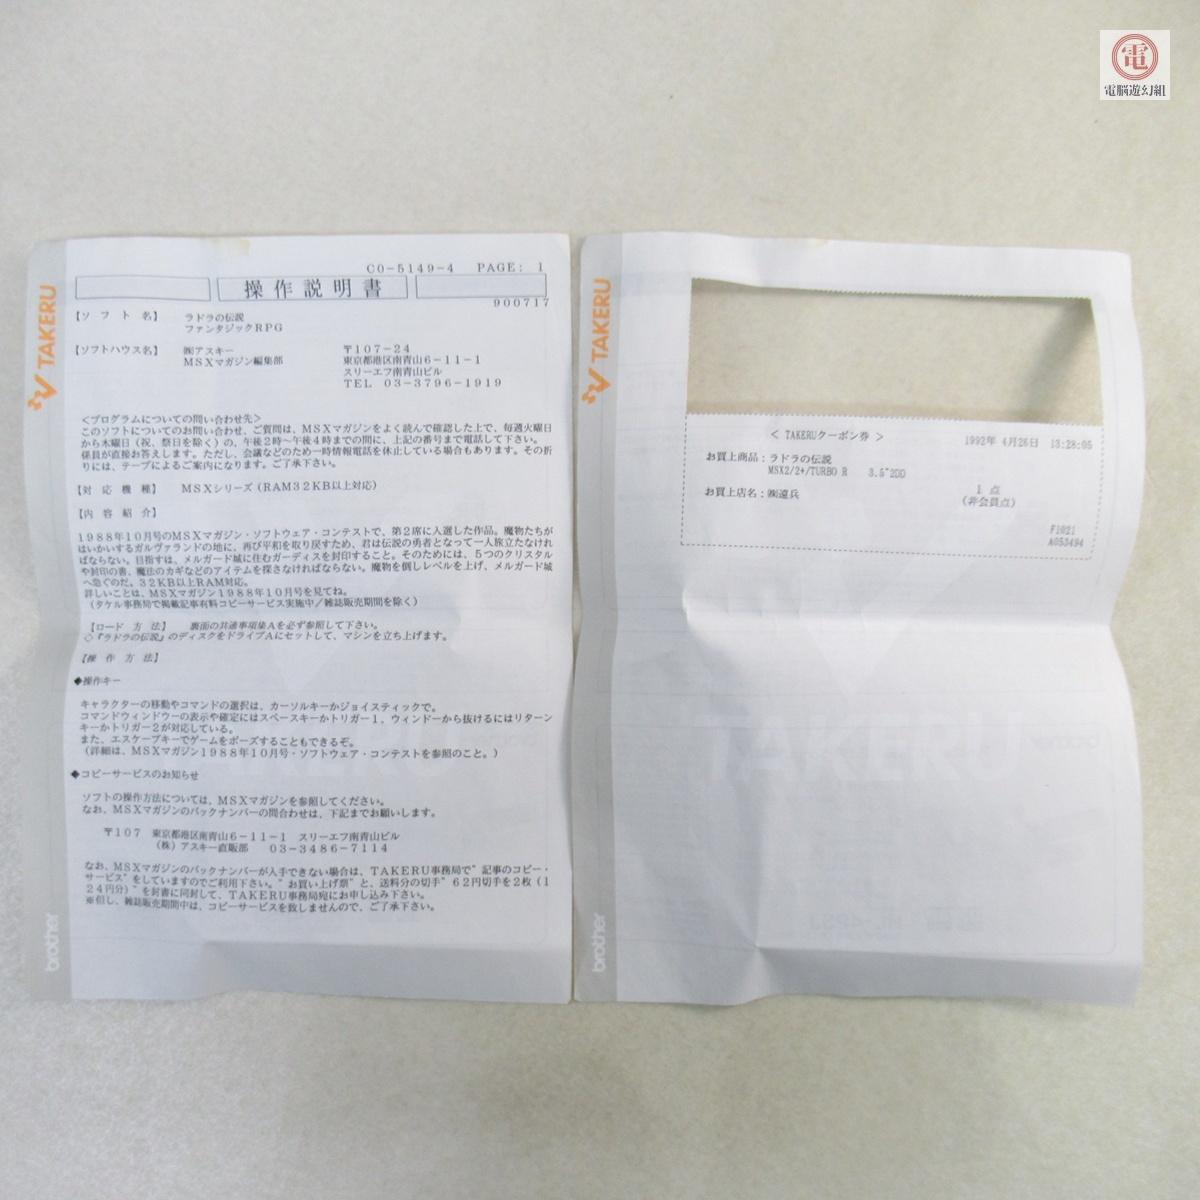 電
電脳遊幻組
TAKERU
CO-5149-4 PAGE: 1
操作説明書
900717
【ソフト名】 ラドラの伝説
ファンタジックRPG
【ソフトハウス名】 ㈱アスキー 〒107-24
MSXマガジン編集部 東京都港区南青山6-11-1
スリーエフ南青山ビル
TEL 03-3796-1919
＜プログラムについての問い合わせ先＞
このソフトについてのお問い合わせ、ご質問は、MSXマガジンをよく読んで確認した上で、毎週火曜日
から木曜日(祝、祭日を除く)の、午後2時〜午後4時までの間に、上記の番号まで電話して下さい。
係員が直接お答えします。ただし、会議などのため一時情報電話を休止している場合もあります。その折
りには、テープによるご案内になります。ご了承下さい。
【対応機種】 MSXシリーズ(RAM32KB以上対応)
【内容紹介】
1988年10月号のMSXマガジン・ソフトウェア・コンテストで、第2席に入選した作品。魔物たちが
はいかいするガルヴァランドの地に、再び平和を取り戻すため、君は伝説の勇者となって一人旅立たなけれ
ばならない。目指すは、メルガード城に住むガーディスを封印すること。そのためには、5つのクリスタル
や封印の書、魔法のカギなどのアイテムを探さなければならない。魔物を倒しレベルを上げ、メルガード城
へ急ぐのだ。32KB以上RAM対応。
詳しいことは、MSXマガジン1988年10月号を見てね。
(タケル事務局で掲載記事有料コピーサービス実施中／雑誌販売期間を除く)
【ロード方法】 裏面の共通事項集Aを必ず参照して下さい。
◇『ラドラの伝説』のディスクをドライブAにセットして、マシンを立ち上げます。
【操作方法】
◆操作キー
キャラクターの移動やコマンドの選択は、カーソルキーかジョイスティックで。
コマンドウィンドウーの表示や確定にはスペースキーかトリガー1、ウィンドーから抜けるにはリターン
キーかトリガー2が対応している。
また、エスケープキーでゲームをポーズすることもできるぞ。
(詳細は、MSXマガジン1988年10月号・ソフトウェア・コンテストを参照のこと。)
◆コピーサービスのお知らせ
ソフトの操作方法については、MSXマガジンを参照してください。
なお、MSXマガジンのバックナンバーの問合わせは、下記までお願いします。
〒107 東京都港区南青山6-11-1 スリーエフ南青山ビル
(株)アスキー直販部 03-3486-7114
なお、MSXマガジンのバックナンバーが入手できない場合は、TAKERU事務局で"記事のコピー・
サービス"をしていますのでご利用下さい。"お買い上げ票"と、送料分の切手"62円切手を2枚(1
24円分)"を封書に同封して、TAKERU事務局宛にお申し込み下さい。
※但し、雑誌販売期間中は、コピーサービスを致しませんので、ご了承下さい。
brother
TAKERU
＜ TAKERUクーポン券 ＞ 1992年 4月26日 13:28:05
お買上商品：ラドラの伝説
MSX2/2+/TURBO R 3.5"2DD
お買上店名：㈱遠兵 1 点
(非会員点)
F1021
A053494
TAKERU
brother